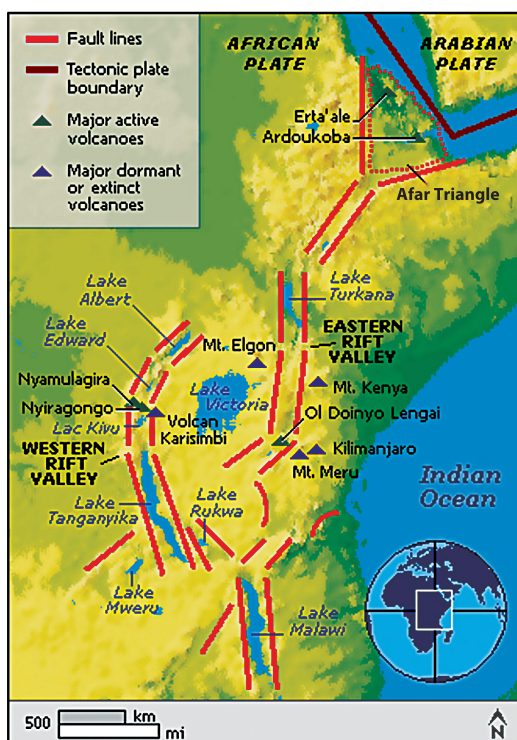 Fault lines
Tectonic plate
boundary
Major active
volcanoes
Major dormant
or extinct
volcanoes
AFRICAN
PLATE
ARABIAN
PLATE
Erta'ale
Ardoukoba
Afar Triangle
Lake
Albert
Lake
Turkana
Lake
Edward
Mt. Elgon
EASTERN
RIFT
VALLEY
Nyamulagira
Lake
Victoria
Mt. Kenya
Nyiragongo
Volcan
Karisimbi
Ol Doinyo Lengai
Lac Kivu
WESTERN
RIFT
VALLEY
Kilimanjaro
Mt. Meru
Indian
Ocean
Lake
Tanganyika
Lake
Rukwa
Lake
Mweru
Lake
Malawi
500
km
mi
N